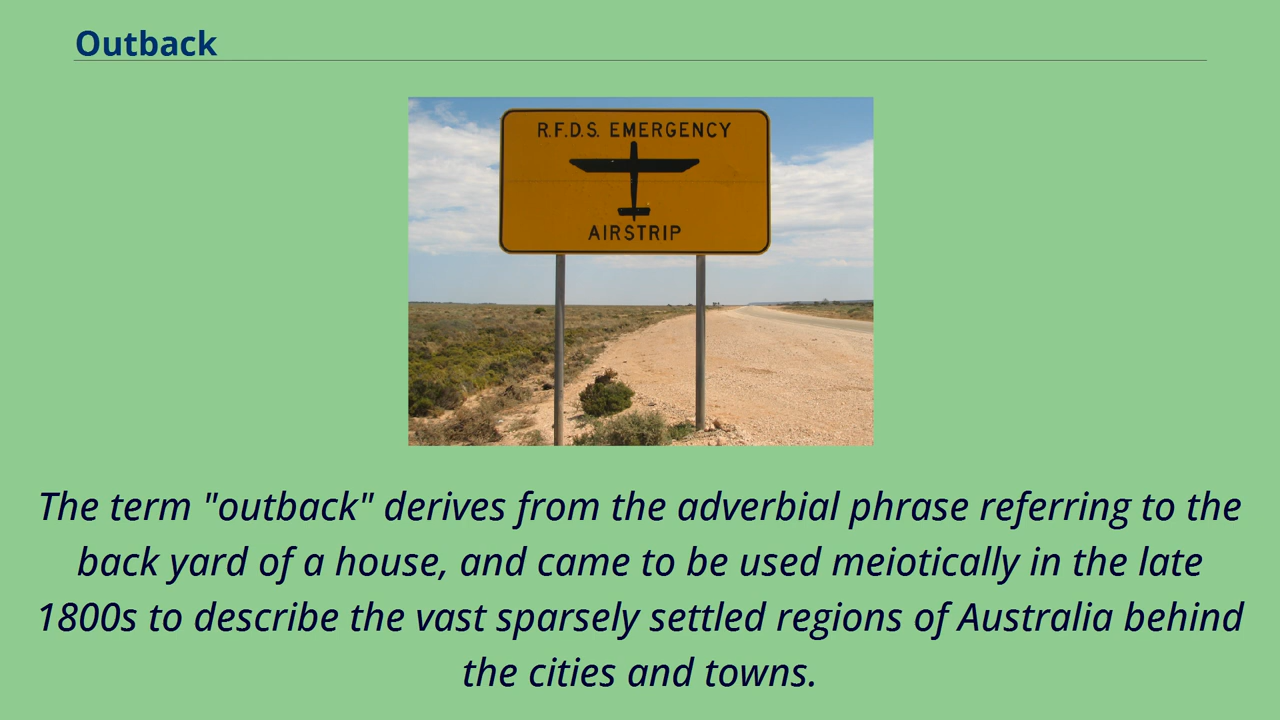 Outback
R.F.D.S. EMERGENCY
AIRSTRIP
The term "outback" derives from the adverbial phrase referring to the
back yard of a house, and came to be used meiotically in the late
1800s to describe the vast sparsely settled regions of Australia behind
the cities and towns.